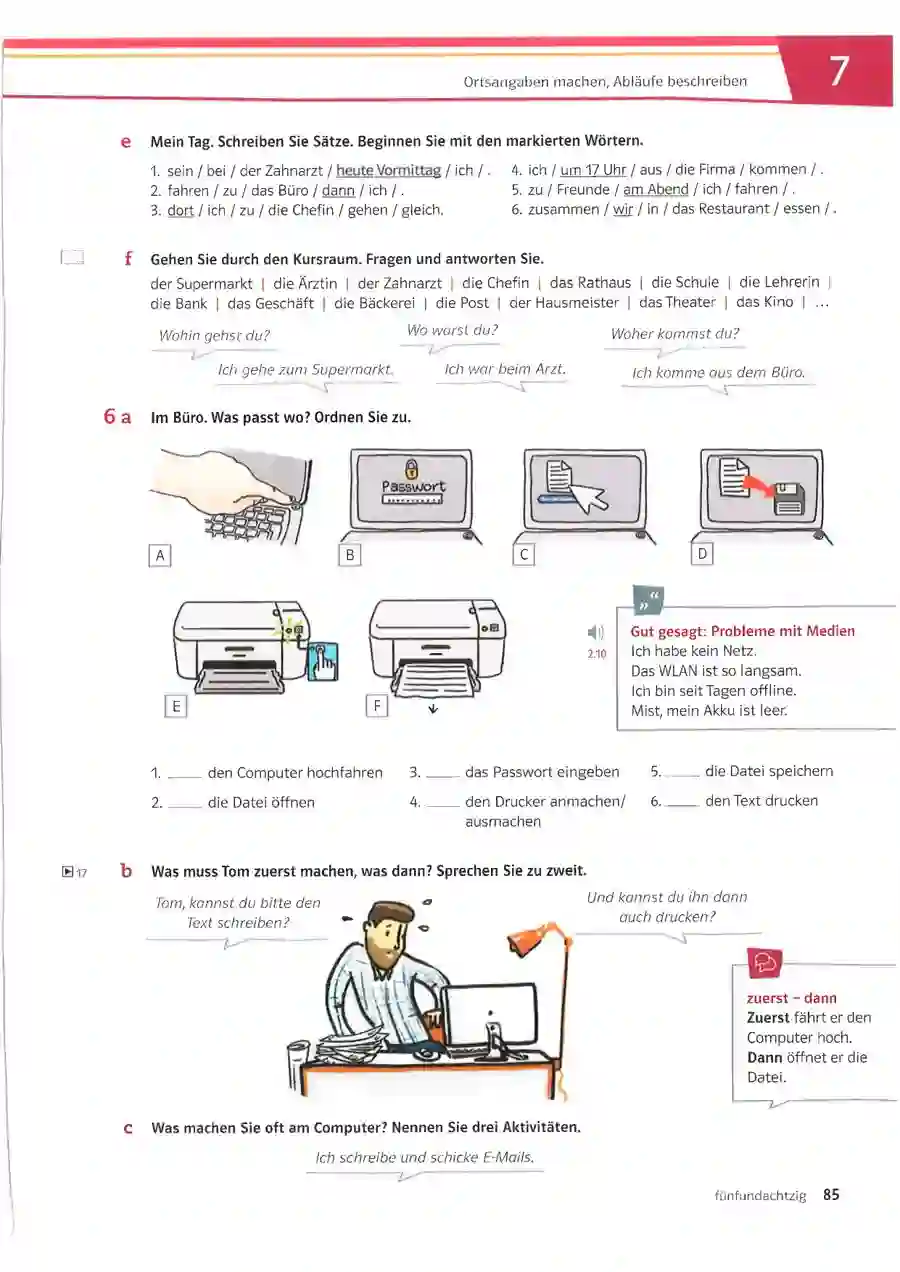 Ortsangaben machen, Abläufe beschreiben
7
e Mein Tag. Schreiben Sie Sätze. Beginnen Sie mit den markierten Wörtern.
1. sein / bei / der Zahnarzt / heute Vormittag / ich / .
2. fahren / zu / das Büro / dann / ich / .
3. dort / ich / zu / die Chefin / gehen / gleich.
4. ich / um 17 Uhr / aus / die Firma / kommen / .
5. zu / Freunde / am Abend / ich / fahren / .
6. zusammen / wir / in / das Restaurant / essen / .
f Gehen Sie durch den Kursraum. Fragen und antworten Sie.
der Supermarkt | die Ärztin | der Zahnarzt | die Chefin | das Rathaus | die Schule | die Lehrerin |
die Bank | das Geschäft | die Bäckerei | die Post | der Hausmeister | das Theater | das Kino | ...
Wohin gehst du?
Wo warst du?
Woher kommst du?
Ich gehe zum Supermarkt.
Ich war beim Arzt.
Ich komme aus dem Büro.
6 a Im Büro. Was passt wo? Ordnen Sie zu.
Passwort
A
B
C
D
E
F
Gut gesagt: Probleme mit Medien
2.10
Ich habe kein Netz.
Das WLAN ist so langsam.
Ich bin seit Tagen offline.
Mist, mein Akku ist leer.
1. ____ den Computer hochfahren
2. ____ die Datei öffnen
3. ____ das Passwort eingeben
4. ____ den Drucker anmachen/
ausmachen
5. ____ die Datei speichern
6. ____ den Text drucken
17
b Was muss Tom zuerst machen, was dann? Sprechen Sie zu zweit.
Tom, kannst du bitte den
Text schreiben?
Und kannst du ihn dann
auch drucken?
zuerst – dann
Zuerst fährt er den
Computer hoch.
Dann öffnet er die
Datei.
c Was machen Sie oft am Computer? Nennen Sie drei Aktivitäten.
Ich schreibe und schicke E-Mails.
fünfundachtzig 85